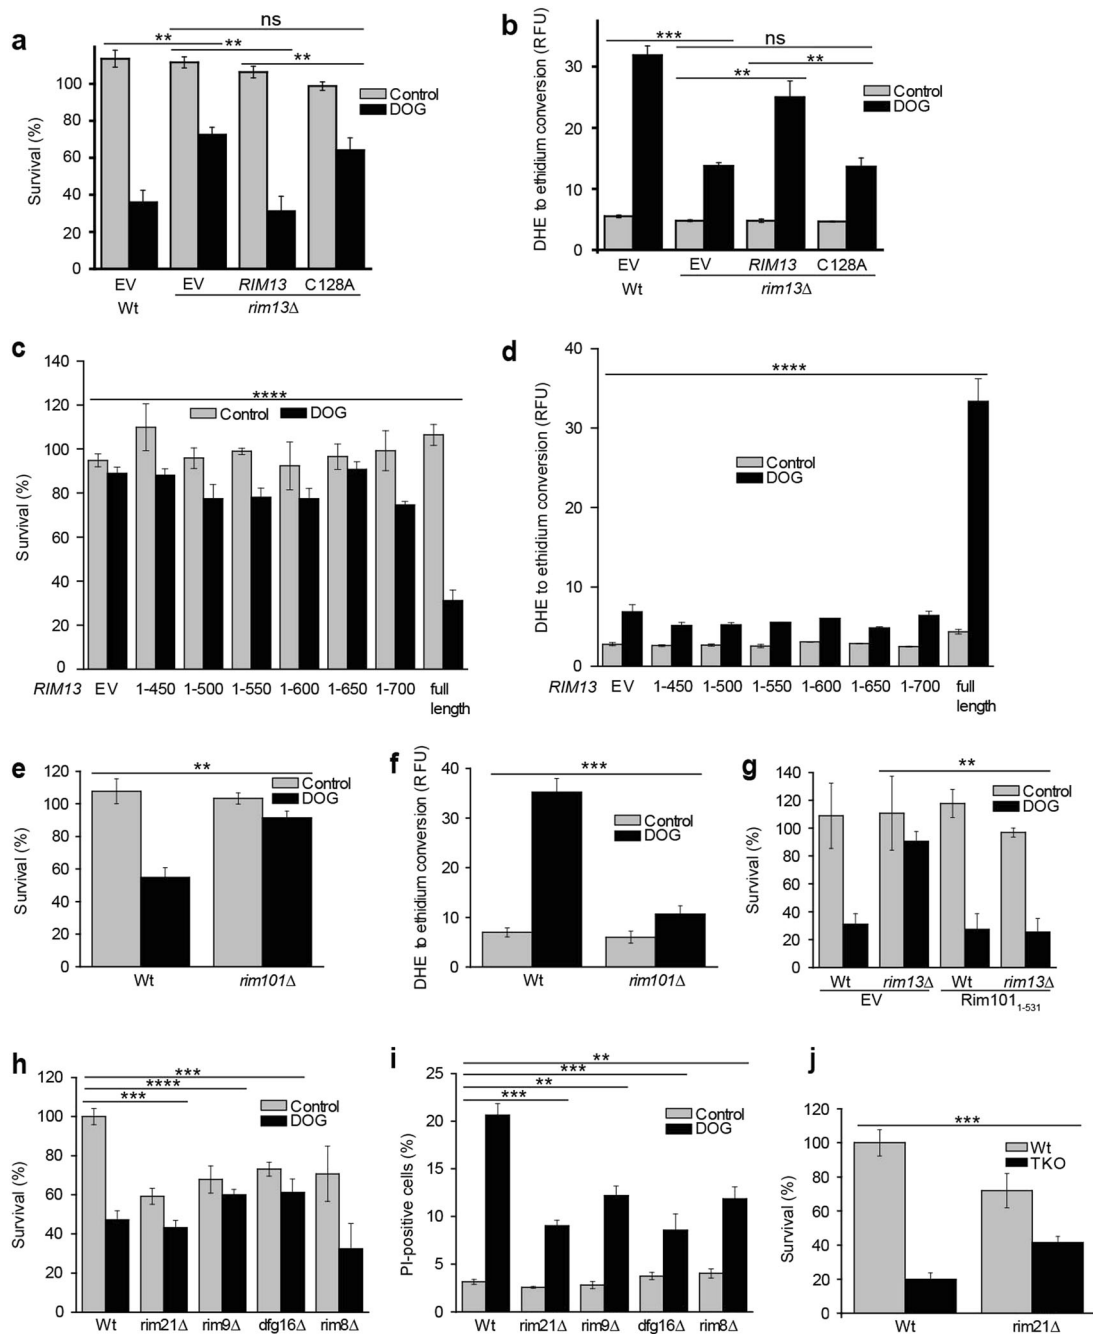 a
ns
**
**
**
Control
DOG
Survival (%)
100
80
60
40
20
0
EV
EV
RIM13
C128A
Wt
rim13Δ
b
***
ns
**
**
Control
DOG
DHE to ethidium conversion (RFU)
30
20
10
0
EV
EV
RIM13
C128A
Wt
rim13Δ
c
****
Control
DOG
Survival (%)
140
120
100
80
60
40
20
0
RIM13
EV
1-450
1-500
1-550
1-600
1-650
1-700
full
length
d
****
Control
DOG
DHE to ethidium conversion (RFU)
40
30
20
10
0
RIM13
EV
1-450
1-500
1-550
1-600
1-650
1-700
full
length
e
**
Control
DOG
Survival (%)
120
100
80
60
40
20
0
Wt
rim101Δ
f
***
Control
DOG
DHE to ethidium conversion (RFU)
40
30
20
10
0
Wt
rim101Δ
g
**
Control
DOG
Survival (%)
140
120
100
80
60
40
20
0
Wt
rim13Δ
Wt
rim13Δ
EV
Rim101 1-531
h
***
****
***
Control
DOG
Survival (%)
120
100
80
60
40
20
0
Wt
rim21Δ
rim9Δ
dfg16Δ
rim8Δ
i
**
***
**
***
Control
DOG
PI-positive cells (%)
25
20
15
10
5
0
Wt
rim21Δ
rim9Δ
dfg16Δ
rim8Δ
j
***
Wt
TKO
Survival (%)
120
100
80
60
40
20
0
Wt
rim21Δ